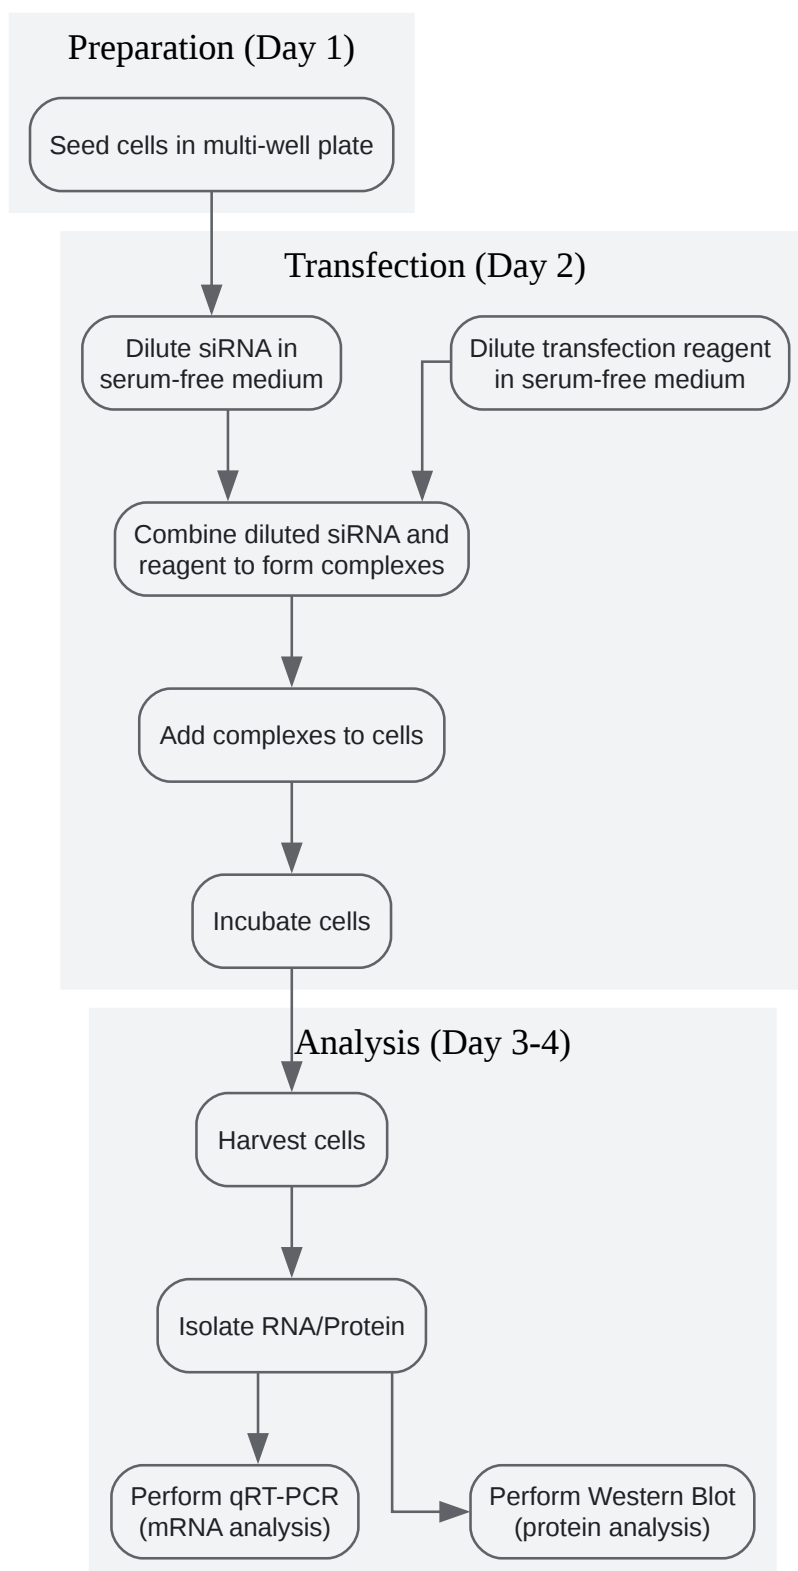 Preparation (Day 1)
Seed cells in multi-well plate
Transfection (Day 2)
Dilute siRNA in
serum-free medium
Dilute transfection reagent
in serum-free medium
Combine diluted siRNA and
reagent to form complexes
Add complexes to cells
Incubate cells
Analysis (Day 3-4)
Harvest cells
Isolate RNA/Protein
Perform qRT-PCR
(mRNA analysis)
Perform Western Blot
(protein analysis)